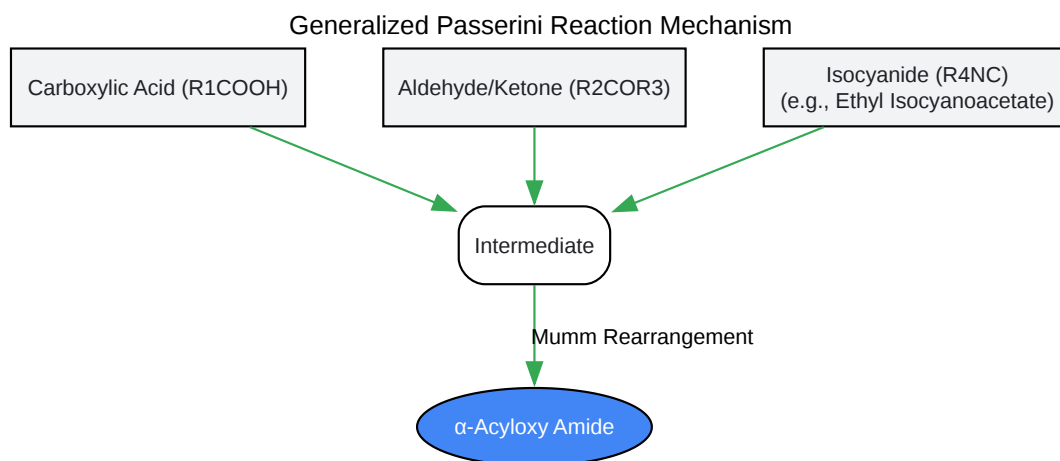 Generalized Passerini Reaction Mechanism
Carboxylic Acid (R1COOH)
Aldehyde/Ketone (R2COR3)
Isocyanide (R4NC)
(e.g., Ethyl Isocyanoacetate)
Intermediate
Mumm Rearrangement
α-Acyloxy Amide